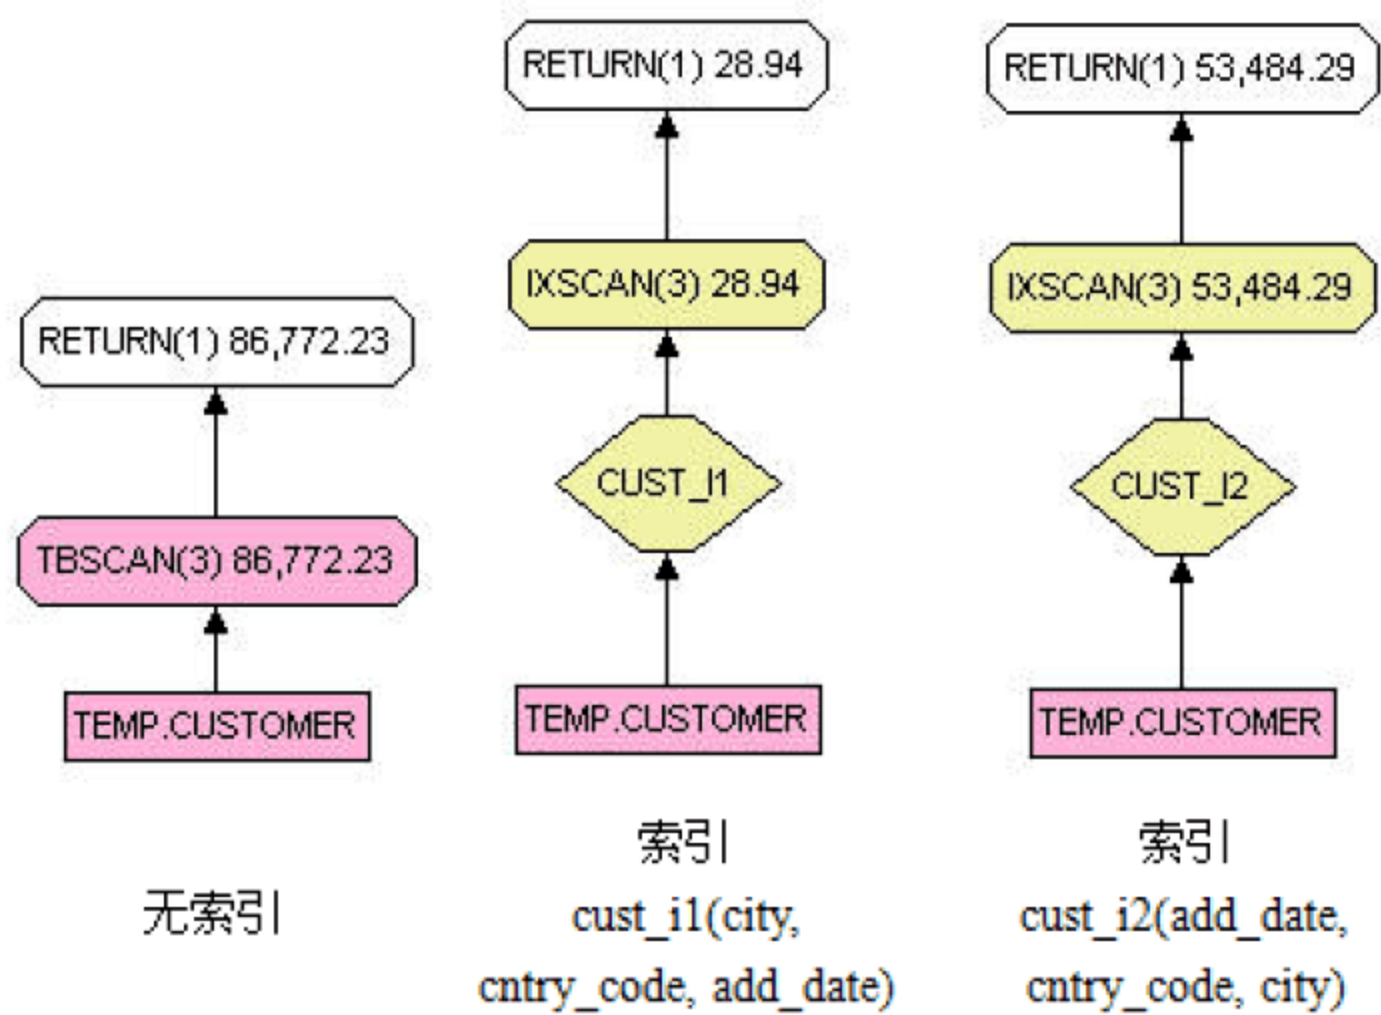 RETURN(1) 86,772.23
TBSCAN(3) 86,772.23
TEMP.CUSTOMER
无索引
RETURN(1) 28.94
IXSCAN(3) 28.94
CUST_I1
TEMP.CUSTOMER
索引
cust_i1(city,
cntry_code, add_date)
RETURN(1) 53,484.29
IXSCAN(3) 53,484.29
CUST_I2
TEMP.CUSTOMER
索引
cust_i2(add_date,
cntry_code, city)